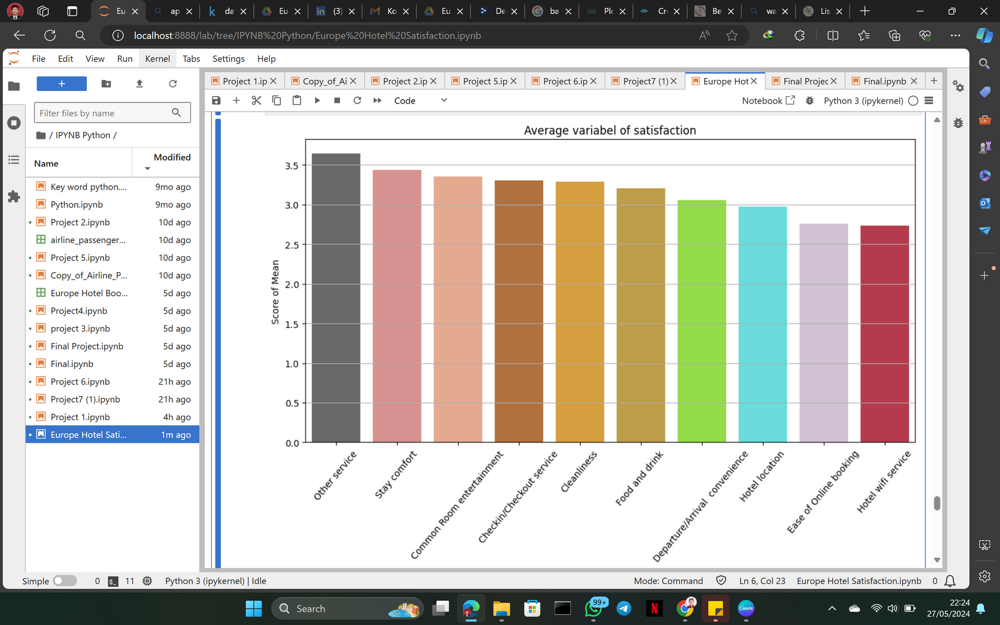 Eu
ap
da
Eu
(3)
Ko
Eu
De
ba
Plo
Cro
Be
wa
Lis
localhost:8888/lab/tree/IPYNB%20Python/Europe%20Hotel%20Satisfaction.ipynb
File Edit View Run Kernel Tabs Settings Help
Project 1.ip
Copy_of_Ai
Project 2.ip
Project 5.ip
Project 6.ip
Project7 (1)
Europe Hot
Final Projec
Final.ipynb
Code
Notebook
Python 3 (ipykernel)
Filter files by name
/ IPYNB Python /
Name Modified
Key word python.... 9mo ago
Python.ipynb 9mo ago
Project 2.ipynb 10d ago
airline_passenger... 10d ago
Project 5.ipynb 10d ago
Copy_of_Airline_P... 10d ago
Europe Hotel Boo... 5d ago
Project4.ipynb 5d ago
project 3.ipynb 5d ago
Final Project.ipynb 5d ago
Final.ipynb 5d ago
Project 6.ipynb 21h ago
Project7 (1).ipynb 21h ago
Project 1.ipynb 4h ago
Europe Hotel Sati... 1m ago
Average variabel of satisfaction
Score of Mean
3.5
3.0
2.5
2.0
1.5
1.0
0.5
0.0
Other service
Stay comfort
Common Room entertainment
Checkin/Checkout service
Cleanliness
Food and drink
Departure/Arrival  convenience
Hotel location
Ease of Online booking
Hotel wifi service
Simple 0 $_ 11 Python 3 (ipykernel) | Idle
Mode: Command Ln 6, Col 23 Europe Hotel Satisfaction.ipynb 0
Search
99+
Canva
22:24
27/05/2024